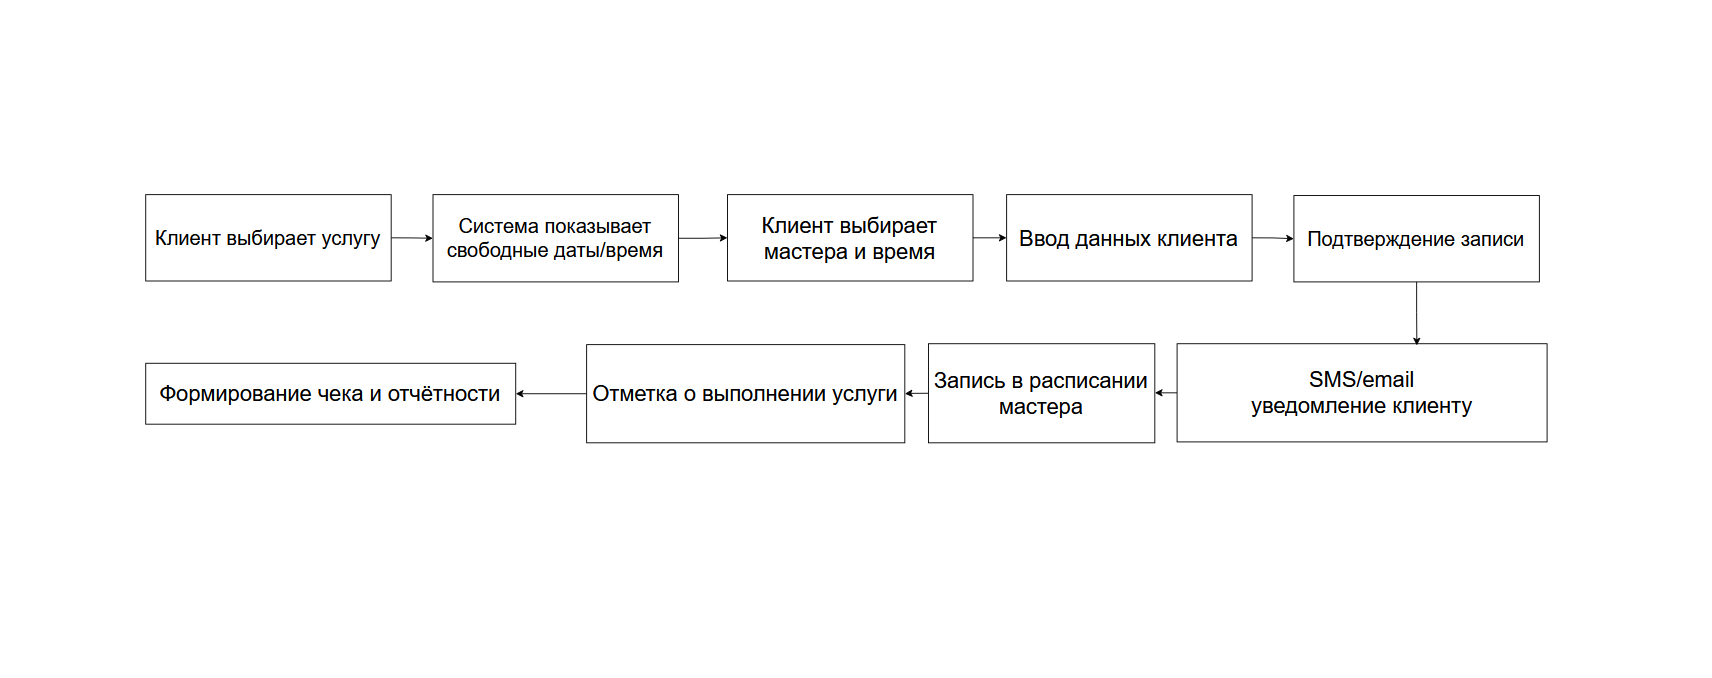 Клиент выбирает услугу
Система показывает
свободные даты/время
Клиент выбирает
мастера и время
Ввод данных клиента
Подтверждение записи
SMS/email
уведомление клиенту
Запись в расписании
мастера
Отметка о выполнении услуги
Формирование чека и отчётности